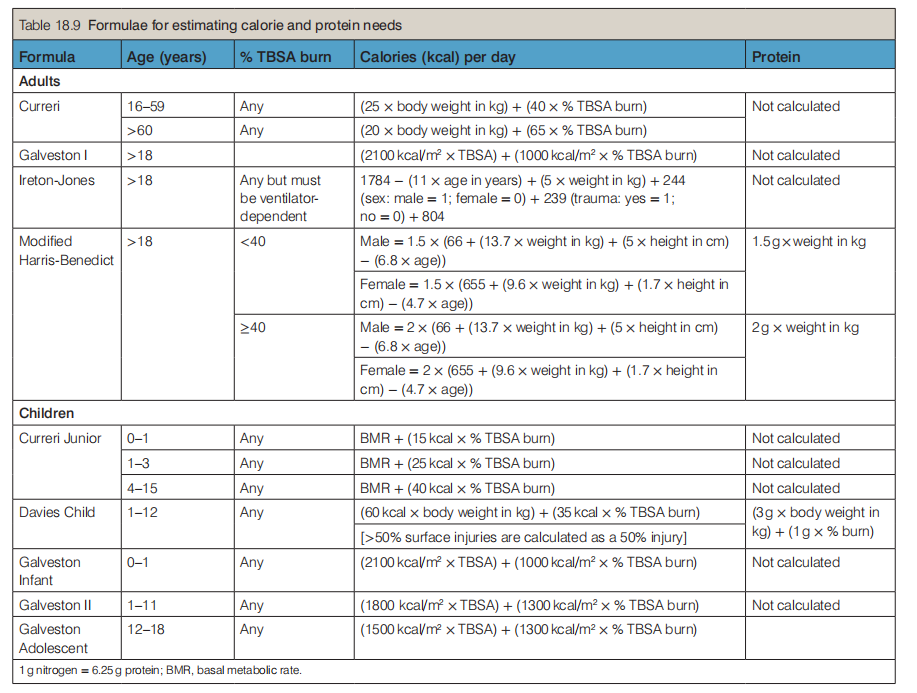 Table 18.9 Formulae for estimating calorie and protein needs
Formula Age (years) % TBSA burn Calories (kcal) per day Protein
Adults
Curreri 16–59 Any (25 × body weight in kg) + (40 × % TBSA burn) Not calculated
>60 Any (20 × body weight in kg) + (65 × % TBSA burn)
Galveston I >18 (2100 kcal/m² × TBSA) + (1000 kcal/m² × % TBSA burn) Not calculated
Ireton-Jones >18 Any but must 1784 – (11 × age in years) + (5 × weight in kg) + 244 Not calculated
be ventilator- (sex: male = 1; female = 0) + 239 (trauma: yes = 1;
dependent no = 0) + 804
Modified >18 <40 Male = 1.5 × (66 + (13.7 × weight in kg) + (5 × height in cm) 1.5 g × weight in kg
Harris-Benedict – (6.8 × age))
Female = 1.5 × (655 + (9.6 × weight in kg) + (1.7 × height in
cm) – (4.7 × age))
≥40 Male = 2 × (66 + (13.7 × weight in kg) + (5 × height in cm) 2 g × weight in kg
– (6.8 × age))
Female = 2 × (655 + (9.6 × weight in kg) + (1.7 × height in
cm) – (4.7 × age))
Children
Curreri Junior 0–1 Any BMR + (15 kcal × % TBSA burn) Not calculated
1–3 Any BMR + (25 kcal × % TBSA burn) Not calculated
4–15 Any BMR + (40 kcal × % TBSA burn) Not calculated
Davies Child 1–12 Any (60 kcal × body weight in kg) + (35 kcal × % TBSA burn) (3 g × body weight in
[>50% surface injuries are calculated as a 50% injury] kg) + (1 g × % burn)
Galveston 0–1 Any (2100 kcal/m² × TBSA) + (1000 kcal/m² × % TBSA burn) Not calculated
Infant
Galveston II 1–11 Any (1800 kcal/m² × TBSA) + (1300 kcal/m² × % TBSA burn) Not calculated
Galveston 12–18 Any (1500 kcal/m² × TBSA) + (1300 kcal/m² × % TBSA burn)
Adolescent
1 g nitrogen = 6.25 g protein; BMR, basal metabolic rate.